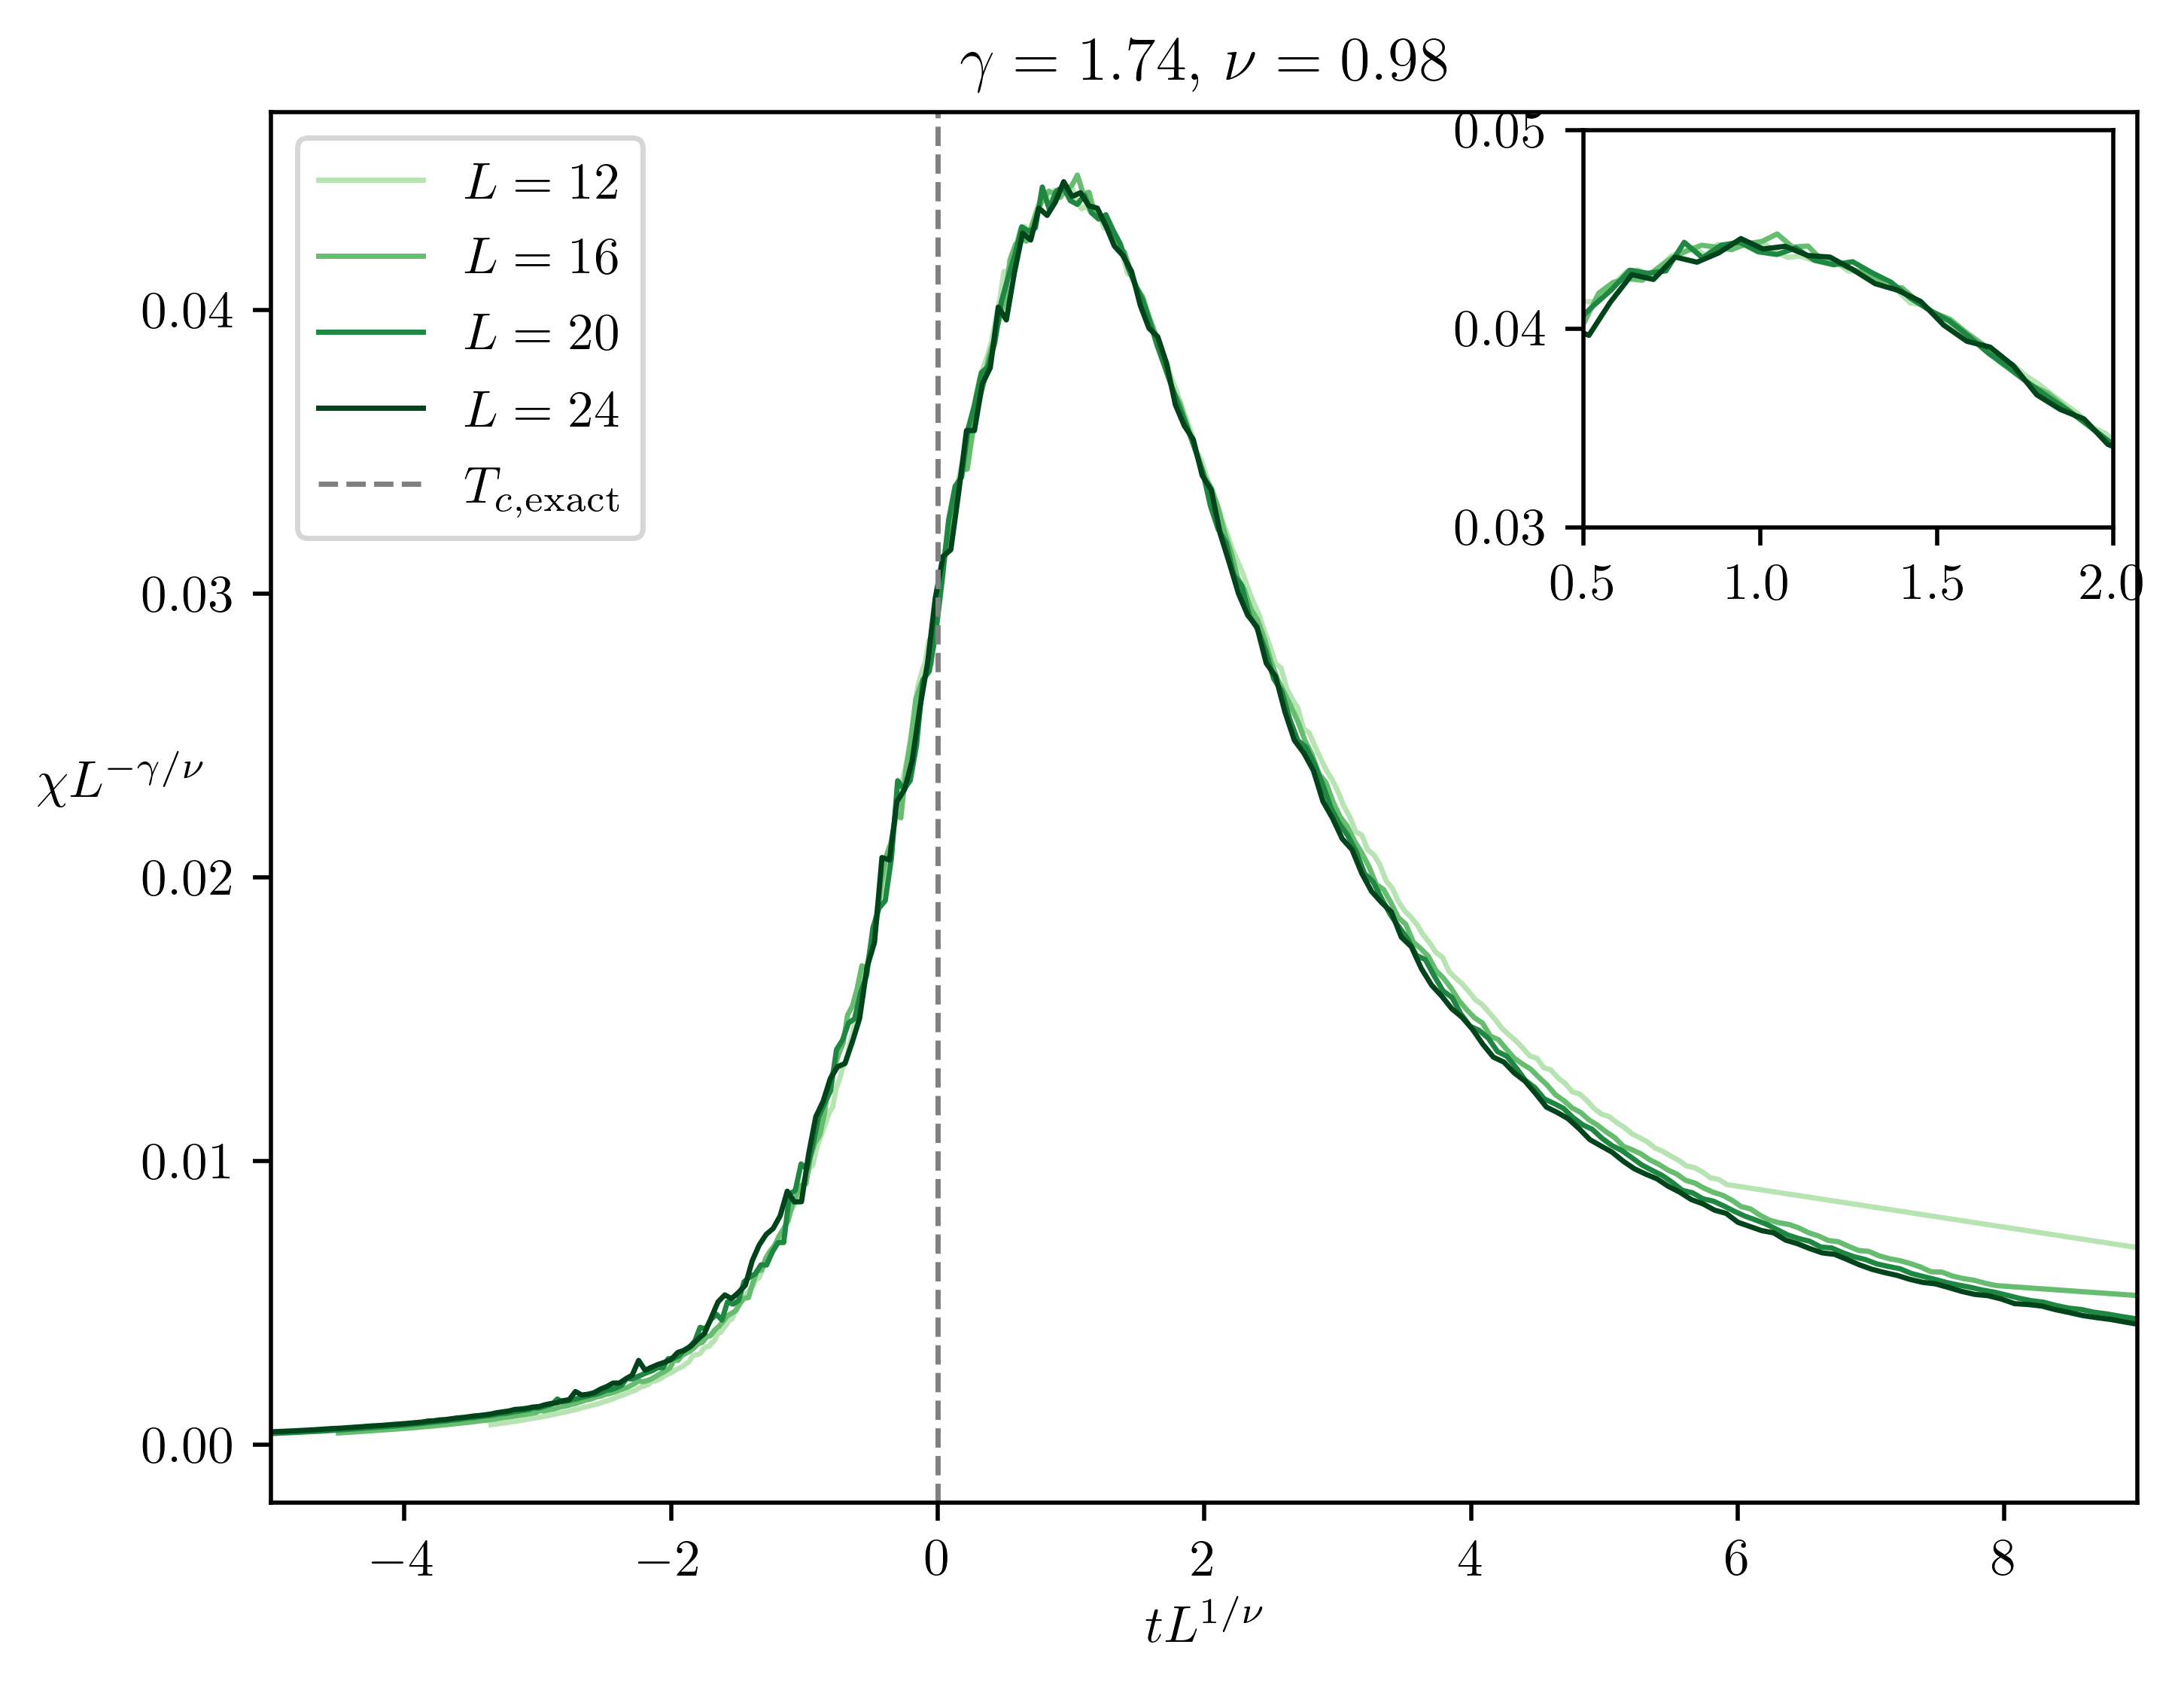 γ = 1.74, ν = 0.98
L = 12
L = 16
L = 20
L = 24
T_{c,exact}
0.05
0.04
0.03
0.5 1.0 1.5 2.0
0.04
0.03
0.02
0.01
0.00
χL^{−γ/ν}
−4 −2 0 2 4 6 8
tL^{1/ν}